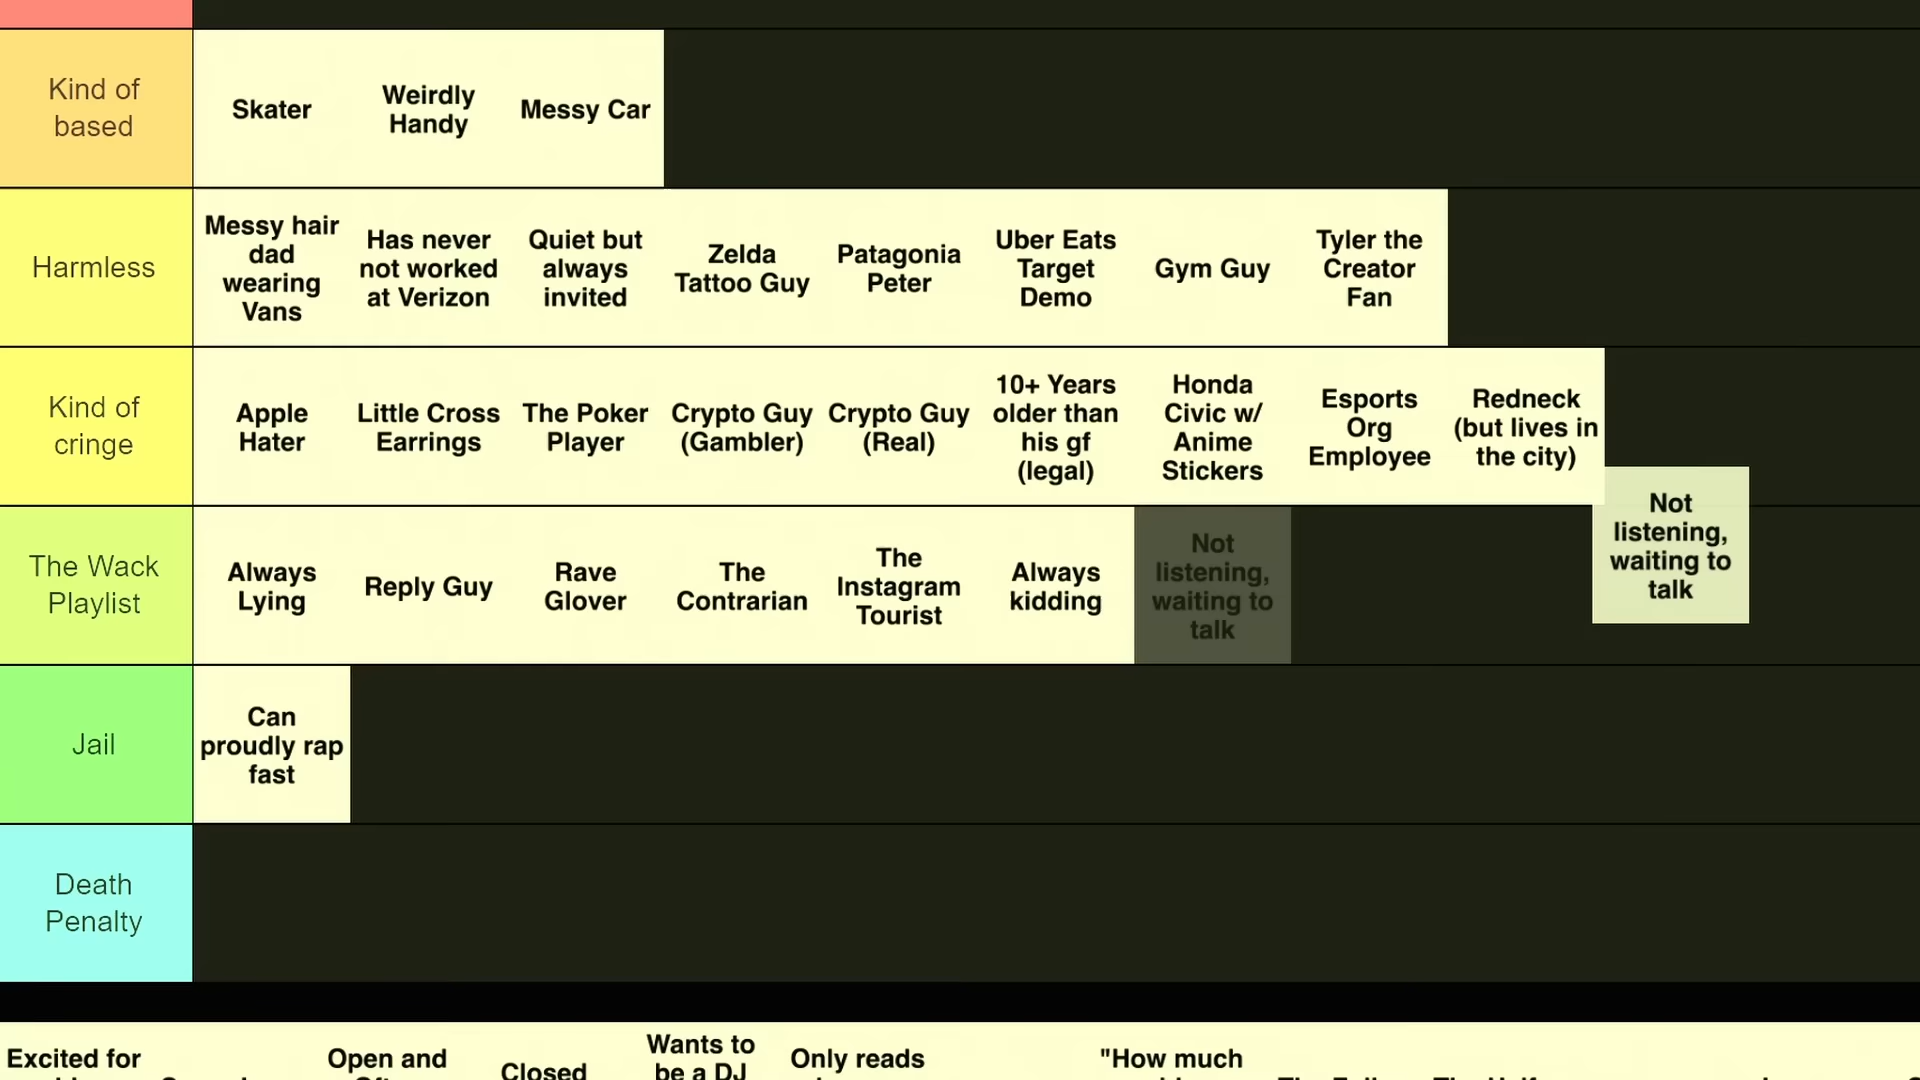 Kind of
based
Skater
Weirdly
Handy
Messy Car
Harmless
Messy hair
dad
wearing
Vans
Has never
not worked
at Verizon
Quiet but
always
invited
Zelda
Tattoo Guy
Patagonia
Peter
Uber Eats
Target
Demo
Gym Guy
Tyler the
Creator
Fan
Kind of
cringe
Apple
Hater
Little Cross
Earrings
The Poker
Player
Crypto Guy
(Gambler)
Crypto Guy
(Real)
10+ Years
older than
his gf
(legal)
Honda
Civic w/
Anime
Stickers
Esports
Org
Employee
Redneck
(but lives in
the city)
The Wack
Playlist
Always
Lying
Reply Guy
Rave
Glover
The
Contrarian
The
Instagram
Tourist
Always
kidding
Not
listening,
waiting to
talk
Not
listening,
waiting to
talk
Jail
Can
proudly rap
fast
Death
Penalty
Excited for
Open and
Closed
Wants to
be a DJ
Only reads
"How much